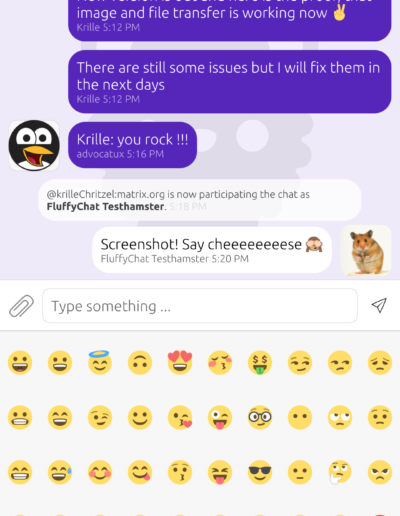 image and file transfer is working now ✌
Krille 5:12 PM
There are still some issues but I will fix them in
the next days
Krille 5:12 PM
Krille: you rock !!!
advocatux 5:16 PM
@krilleChritzel:matrix.org is now participating the chat as
FluffyChat Testhamster. 5:18 PM
Screenshot! Say cheeeeeeeese 🙈
FluffyChat Testhamster 5:20 PM
Type something ...